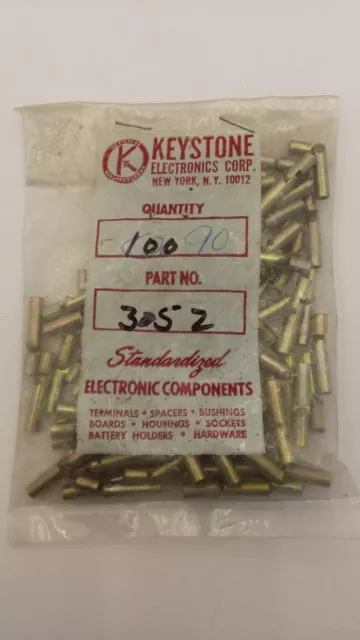 K
KEYSTONE
ELECTRONICS CORP.
NEW YORK, N.Y. 10012
QUANTITY
100 90
PART NO.
3052
Standardized
ELECTRONIC COMPONENTS
TERMINALS • SPACERS • BUSHINGS
BOARDS • HOUSINGS • SOCKETS
BATTERY HOLDERS • HARDWARE